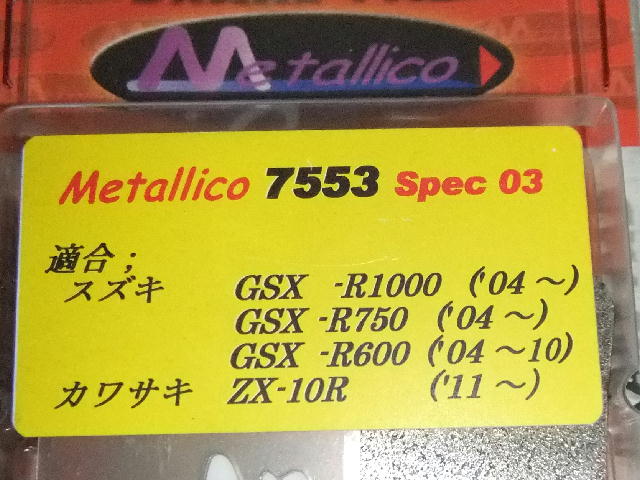 Metallico
Metallico 7553 Spec 03
適合;
スズキ GSX -R1000 ('04～)
GSX -R750 ('04～)
GSX -R600 ('04～10)
カワサキ ZX-10R ('11～)